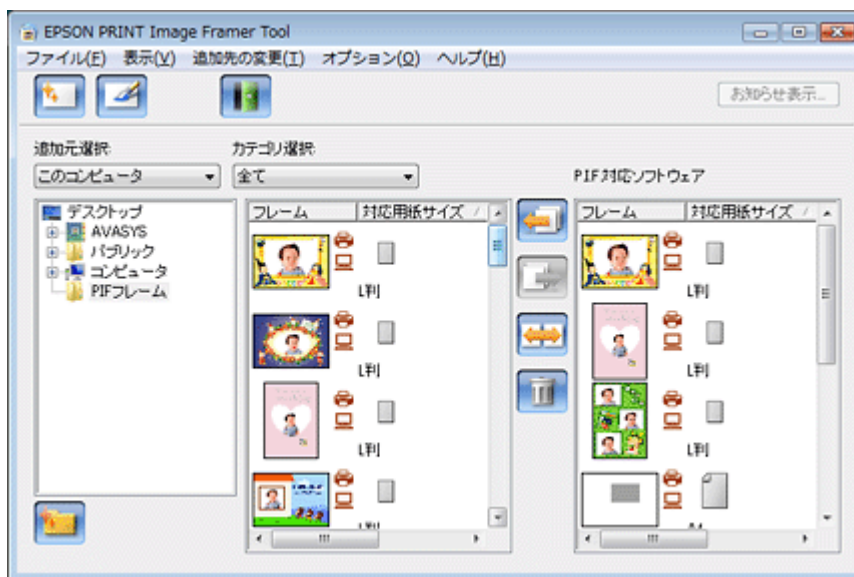 EPSON PRINT Image Framer Tool
ファイル(F) 表示(V) 追加先の変更(I) オプション(O) ヘルプ(H)
お知らせ表示...
追加元選択: カテゴリ選択:
このコンピュータ 全て PIF対応ソフトウェア
デスクトップ
AVASYS
パブリック
コンピュータ
PIFフレーム
フレーム 対応用紙サイズ /
L判
L判
L判
L判
フレーム 対応用紙サイズ /
L判
L判
L判
A4